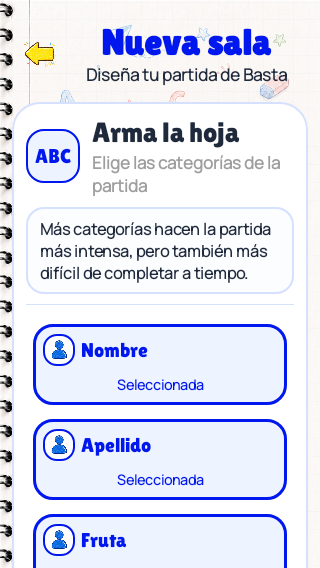 Nueva sala
Diseña tu partida de Basta
ABC
Arma la hoja
Elige las categorías de la
partida
Más categorías hacen la partida
más intensa, pero también más
difícil de completar a tiempo.
Nombre
Seleccionada
Apellido
Seleccionada
Fruta